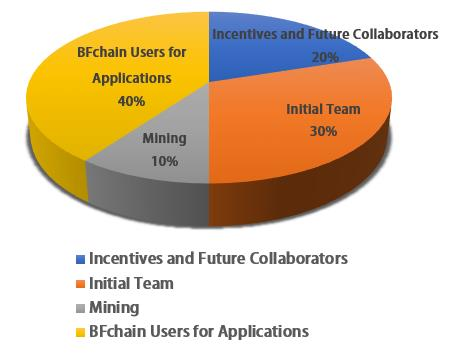 Incentives and Future Collaborators
20%
BFchain Users for
Applications
40%
Initial Team
30%
Mining
10%
Incentives and Future Collaborators
Initial Team
Mining
BFchain Users for Applications